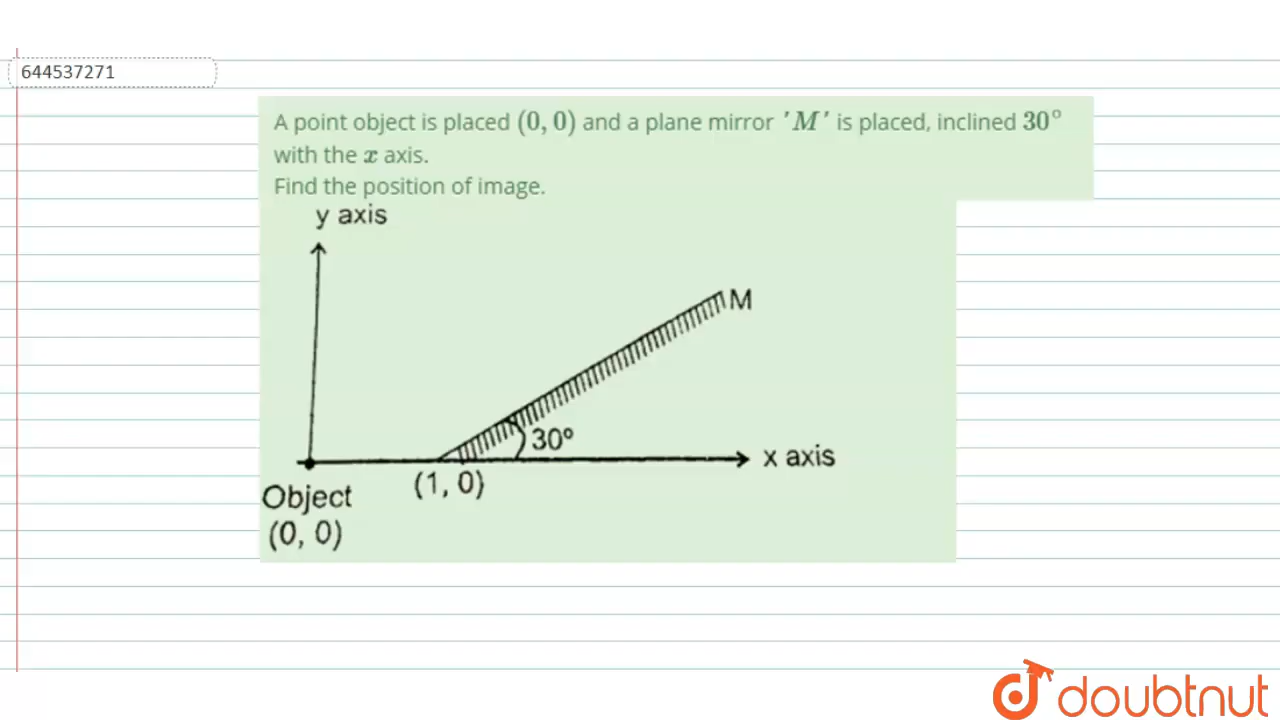 644537271
A point object is placed (0, 0) and a plane mirror 'M' is placed, inclined 30°
with the x axis.
Find the position of image.
y axis
M
30º
x axis
(1, 0)
Object
(0, 0)
doubtnut